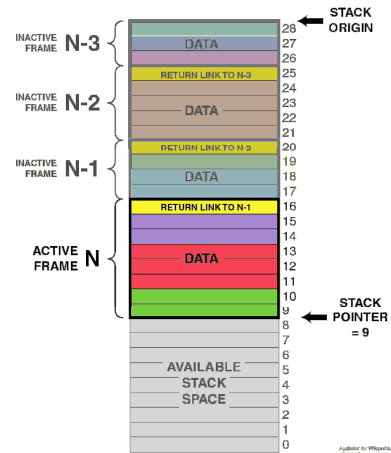 STACK
ORIGIN
INACTIVE
FRAME N-3
DATA
28
27
26
INACTIVE
FRAME N-2
RETURN LINK TO N-3
DATA
25
24
23
22
21
INACTIVE
FRAME N-1
RETURN LINK TO N-2
DATA
20
19
18
17
ACTIVE
FRAME N
RETURN LINK TO N-1
DATA
16
15
14
13
12
11
10
9
STACK
POINTER
= 9
AVAILABLE
STACK
SPACE
8
7
6
5
4
3
2
1
0
for Wikipedia